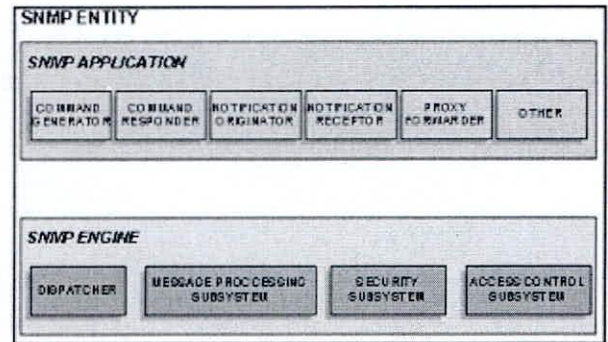 SNMP ENTITY
SNMP APPLICATION
COMMAND GENERATOR
COMMAND RESPONDER
NOTIFICATION ORIGINATOR
NOTIFICATION RECEPTOR
PROXY FORWARDER
OTHER
SNMP ENGINE
DISPATCHER
MESSAGE PROCCESSING SUBSYSTEM
SECURITY SUBSYSTEM
ACCESS CONTROL SUBSYSTEM